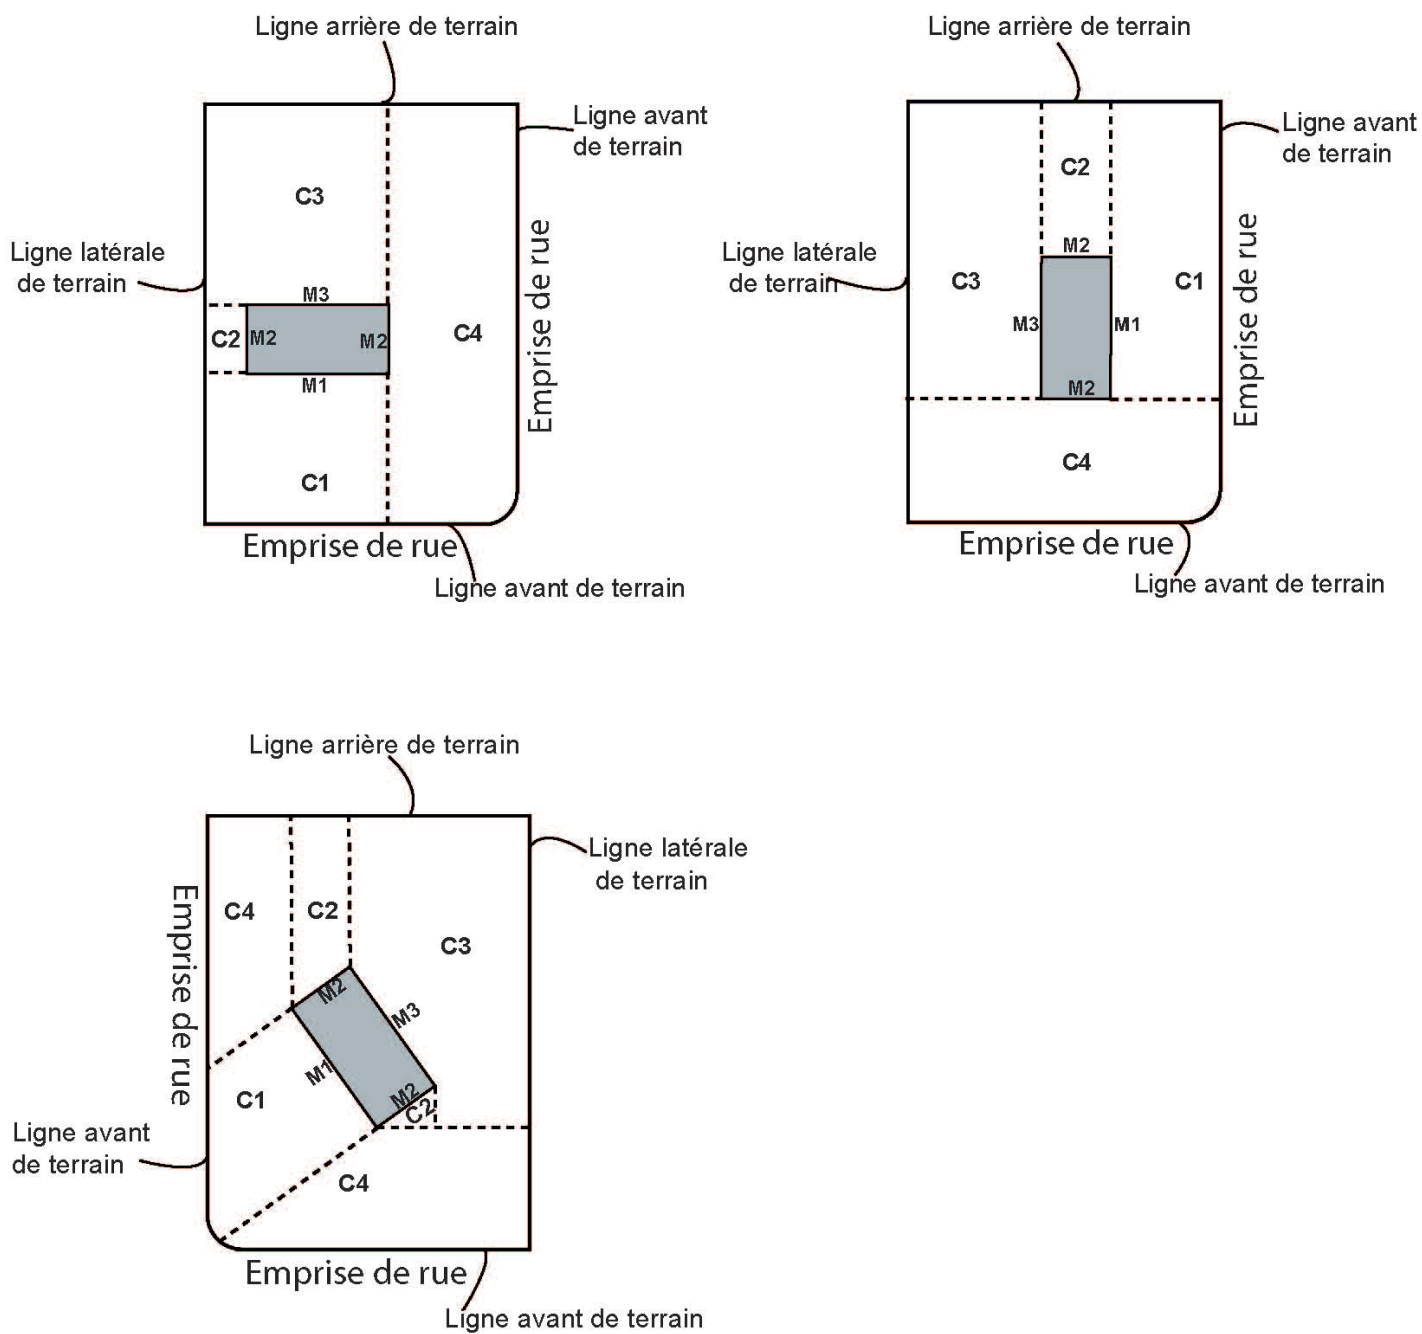 Ligne arrière de terrain
Ligne avant
de terrain
C3
Ligne latérale
de terrain
Emprise de rue
M3
C2
M2
M2
C4
M1
C1
Emprise de rue
Ligne avant de terrain
Ligne arrière de terrain
Ligne avant
de terrain
C2
Ligne latérale
de terrain
Emprise de rue
M2
C3
C1
M3
M1
M2
C4
Emprise de rue
Ligne avant de terrain
Ligne arrière de terrain
Ligne latérale
de terrain
Emprise de rue
C4
C2
C3
M2
M3
M1
C1
M2
C2
Ligne avant
de terrain
C4
Emprise de rue
Ligne avant de terrain